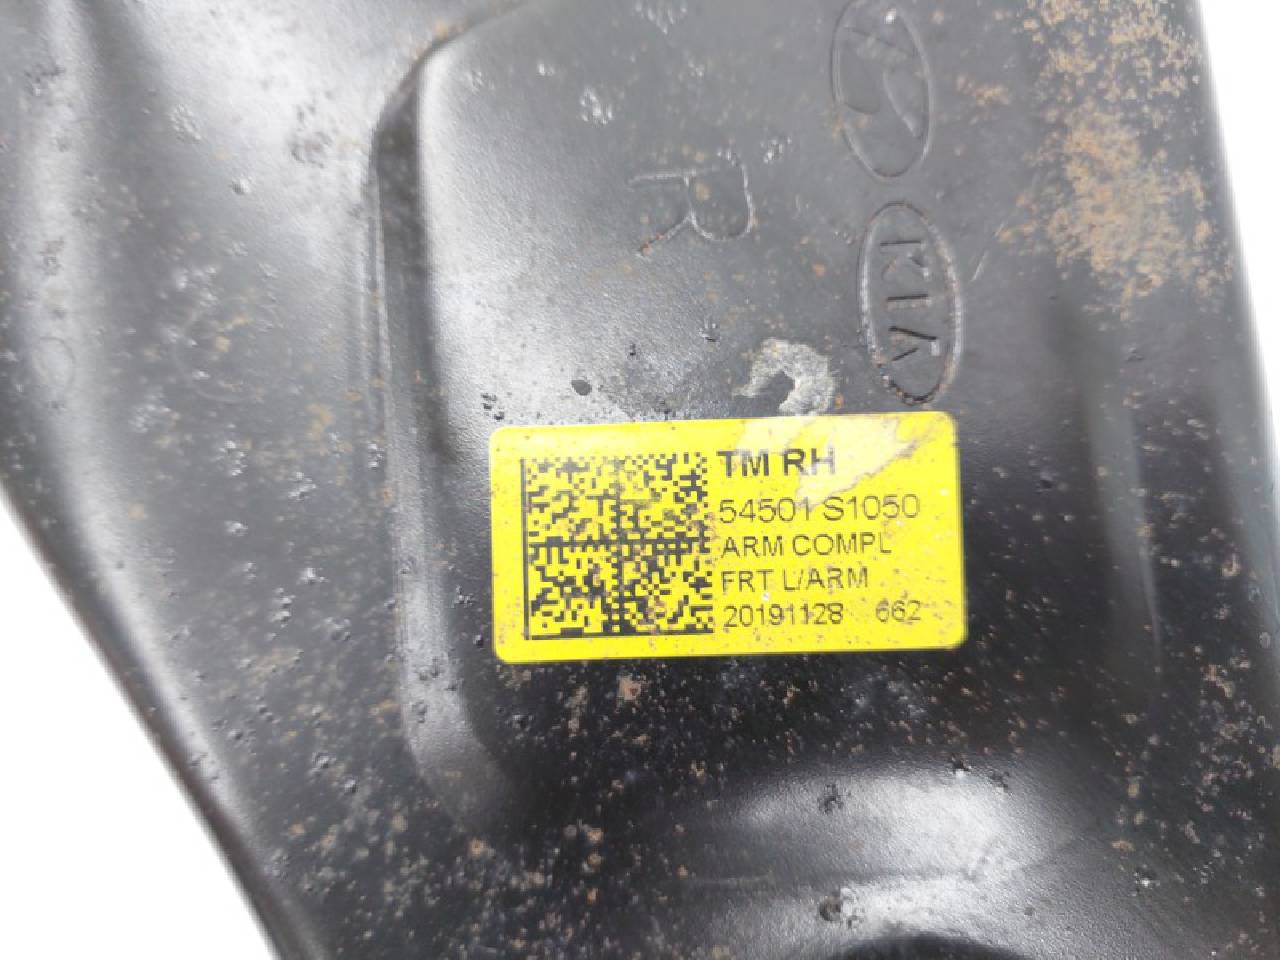 R
KIA
TM RH
54501 S1050
ARM COMPL
FRT L/ARM
20191128 662